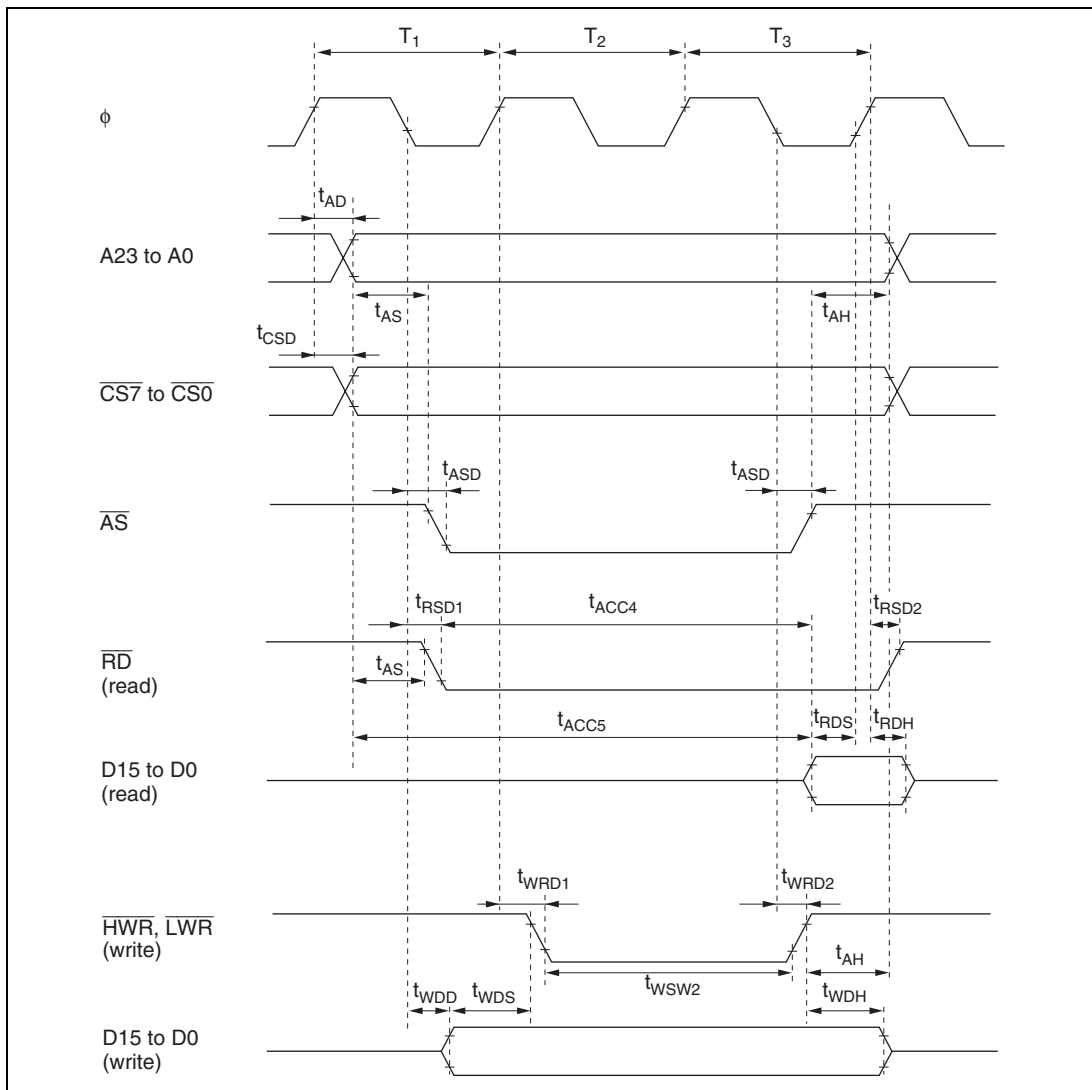 T1 T2 T3
ϕ
tAD
A23 to A0
tAS tAH
tCSD
CS7 to CS0
tASD tASD
AS
tRSD1 tACC4 tRSD2
RD
(read)
tAS
tACC5 tRDS tRDH
D15 to D0
(read)
tWRD1 tWRD2
HWR, LWR
(write)
tAH
tWSW2
tWDD tWDS tWDH
D15 to D0
(write)